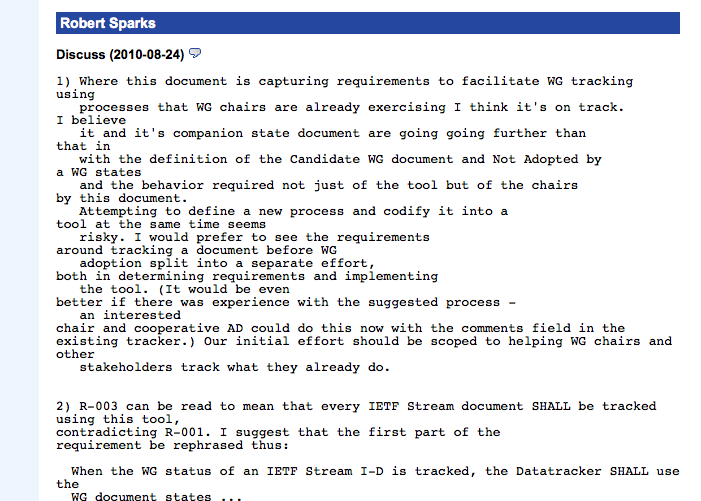 Robert Sparks
Discuss (2010-08-24)
1) Where this document is capturing requirements to facilitate WG tracking
using
processes that WG chairs are already exercising I think it's on track.
I believe
it and it's companion state document are going going further than
that in
with the definition of the Candidate WG document and Not Adopted by
a WG states
and the behavior required not just of the tool but of the chairs
by this document.
Attempting to define a new process and codify it into a
tool at the same time seems
risky. I would prefer to see the requirements
around tracking a document before WG
adoption split into a separate effort,
both in determining requirements and implementing
the tool. (It would be even
better if there was experience with the suggested process -
an interested
chair and cooperative AD could do this now with the comments field in the
existing tracker.) Our initial effort should be scoped to helping WG chairs and
other
stakeholders track what they already do.
2) R-003 can be read to mean that every IETF Stream document SHALL be tracked
using this tool,
contradicting R-001. I suggest that the first part of the
requirement be rephrased thus:
When the WG status of an IETF Stream I-D is tracked, the Datatracker SHALL use
the
WG document states ...